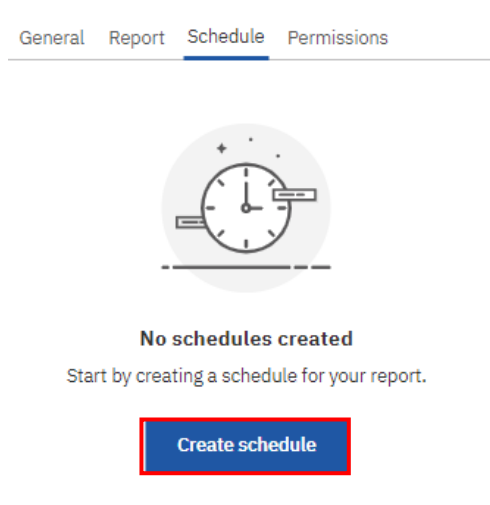 General Report Schedule Permissions
No schedules created
Start by creating a schedule for your report.
Create schedule